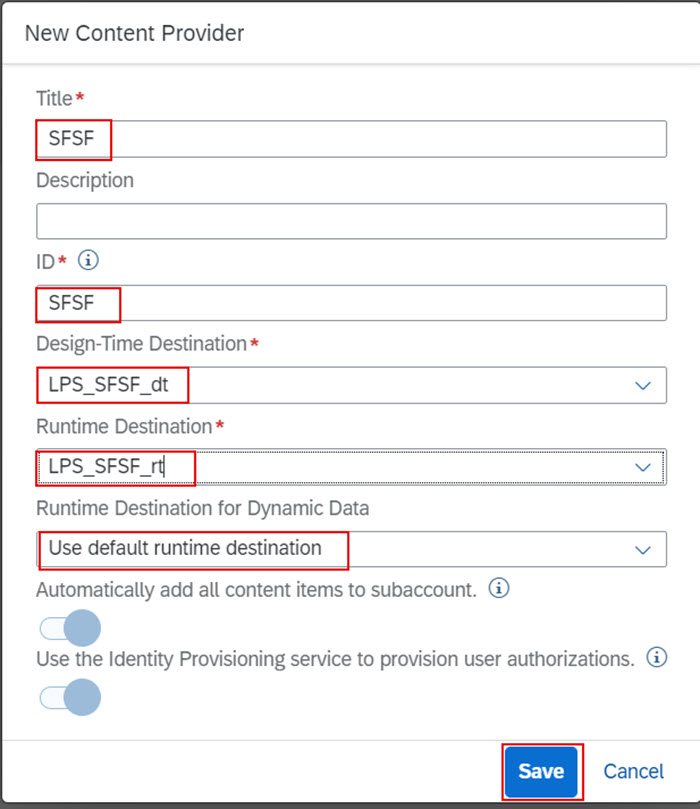 New Content Provider
Title*
SFSF
Description
ID*
SFSF
Design-Time Destination*
LPS_SFSF_dt
Runtime Destination*
LPS_SFSF_rt
Runtime Destination for Dynamic Data
Use default runtime destination
Automatically add all content items to subaccount.
Use the Identity Provisioning service to provision user authorizations.
Save Cancel